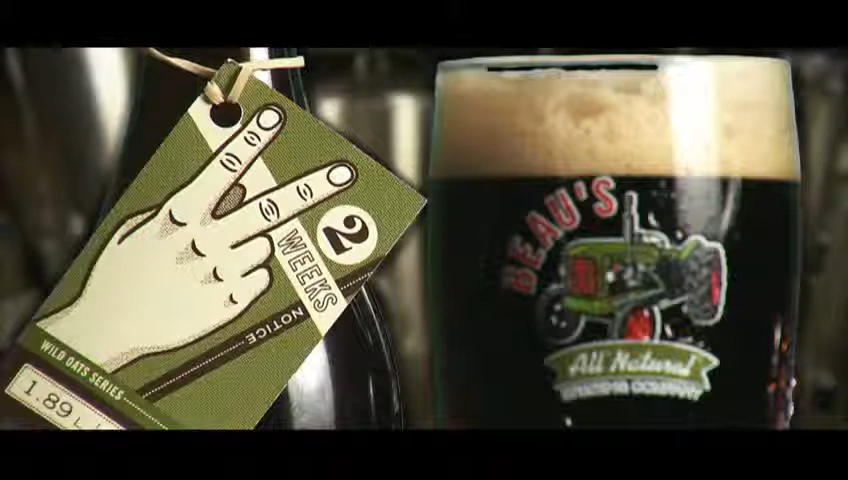 2
WEEKS
NOTICE
WILD OATS SERIES
1.89 L
BEAU'S
All Natural